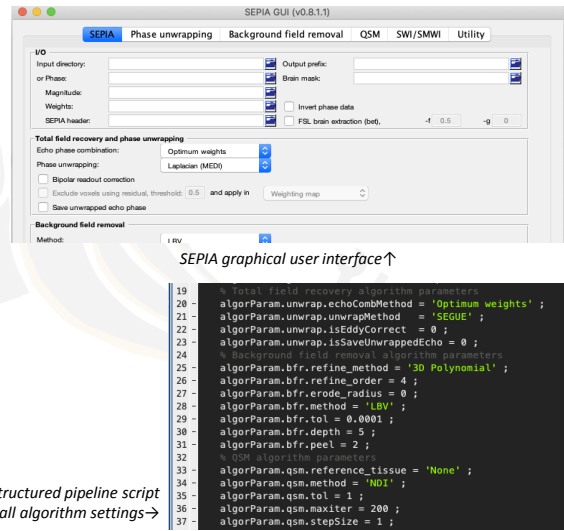 SEPIA GUI (v0.8.1.1)
SEPIA Phase unwrapping Background field removal QSM SWI/SMWI Utility
I/O
Input directory: Output prefix:
or Phase: Brain mask:
Magnitude:
Weights: Invert phase data
SEPIA header: FSL brain extraction (bet), -f 0.5 -g 0
Total field recovery and phase unwrapping
Echo phase combination: Optimum weights
Phase unwrapping: Laplacian (MEDI)
Bipolar readout correction
Exclude voxels using residual, threshold: 0.5 and apply in Weighting map
Save unwrapped echo phase
Background field removal
Method: LBV
SEPIA graphical user interface↑
19 % Total field recovery algorithm parameters
20 - algorParam.unwrap.echoCombMethod = 'Optimum weights' ;
21 - algorParam.unwrap.unwrapMethod = 'SEGUE' ;
22 - algorParam.unwrap.isEddyCorrect = 0 ;
23 - algorParam.unwrap.isSaveUnwrappedEcho = 0 ;
24 % Background field removal algorithm parameters
25 - algorParam.bfr.refine_method = '3D Polynomial' ;
26 - algorParam.bfr.refine_order = 4 ;
27 - algorParam.bfr.erode_radius = 0 ;
28 - algorParam.bfr.method = 'LBV' ;
29 - algorParam.bfr.tol = 0.0001 ;
30 - algorParam.bfr.depth = 5 ;
31 - algorParam.bfr.peel = 2 ;
32 % QSM algorithm parameters
33 - algorParam.qsm.reference_tissue = 'None' ;
34 - algorParam.qsm.method = 'NDI' ;
35 - algorParam.qsm.tol = 1 ;
36 - algorParam.qsm.maxiter = 200 ;
37 - algorParam.qsm.stepSize = 1 ;
tructured pipeline script
all algorithm settings→